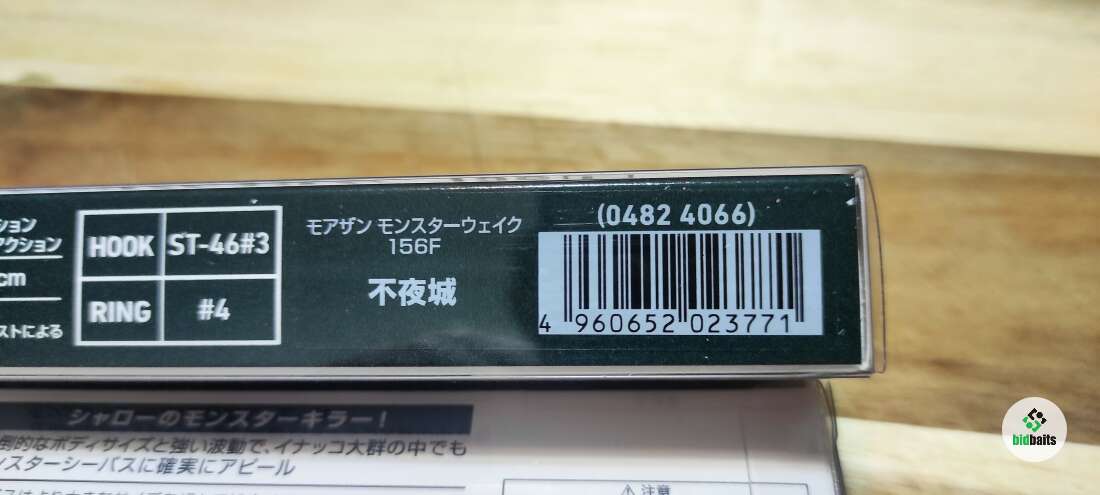 ション
アクション
cm
ストによる
HOOK ST-46#3
RING #4
モアザン モンスターウェイク
156F
不夜城
(0482 4066)
4 960652 023771
シャローのモンスターキラー!
倒的なボディサイズと強い波動で、イナッコ大群の中でも
ンスターシーバスに確実にアピール
⚠注意
bidbaits